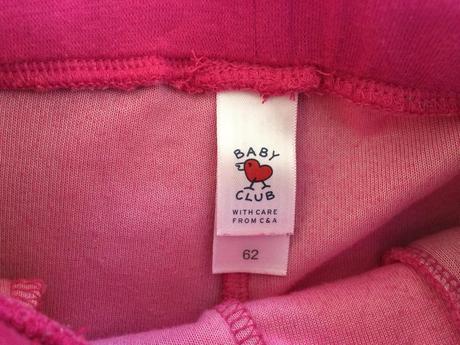 BABY
CLUB
WITH CARE
FROM C&A
62